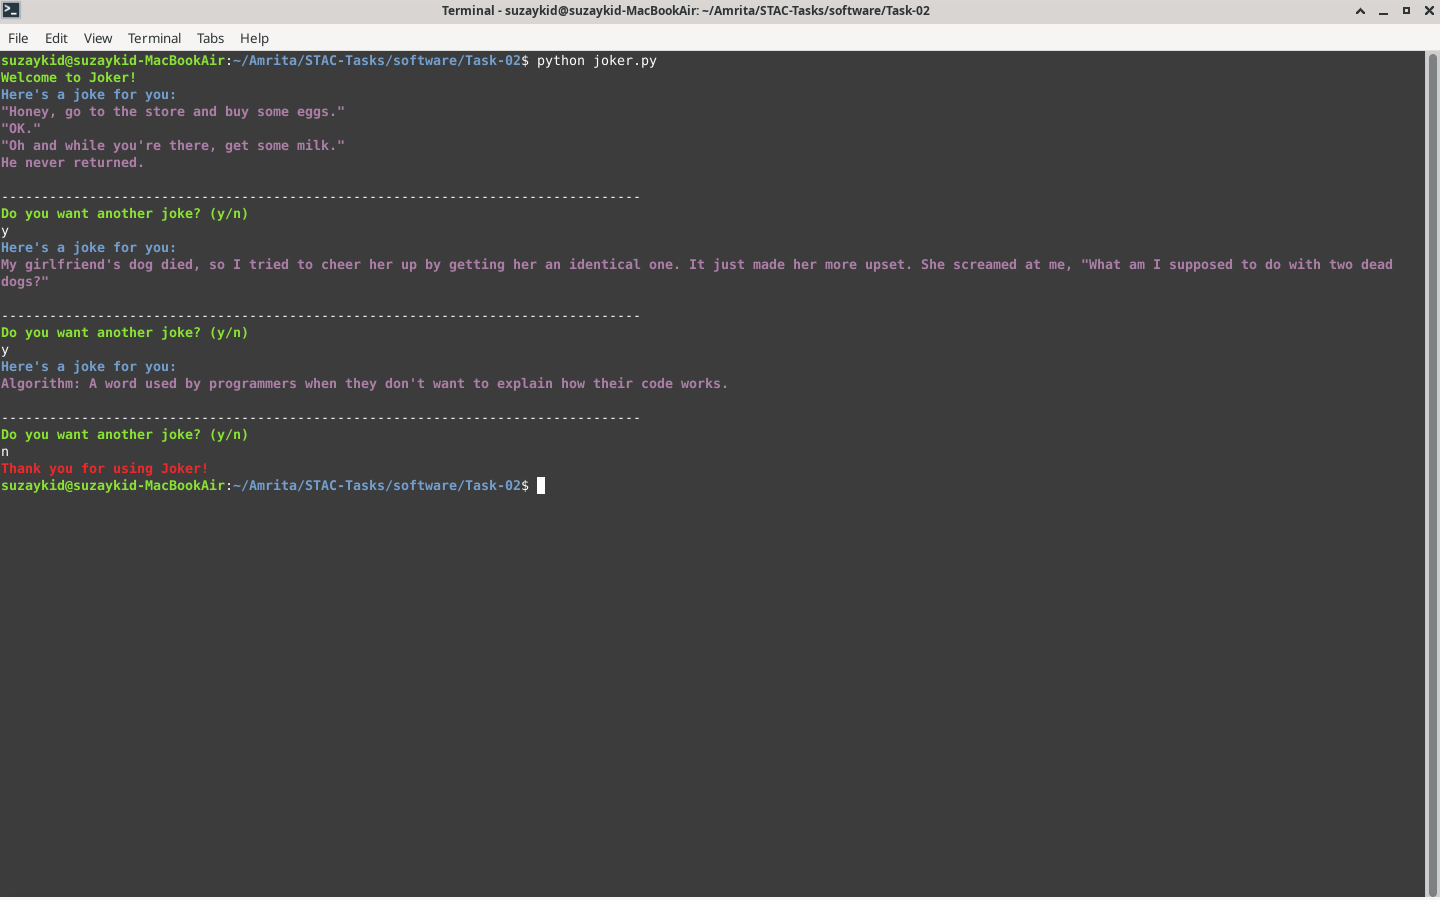 Terminal - suzaykid@suzaykid-MacBookAir: ~/Amrita/STAC-Tasks/software/Task-02
File Edit View Terminal Tabs Help
suzaykid@suzaykid-MacBookAir:~/Amrita/STAC-Tasks/software/Task-02$ python joker.py
Welcome to Joker!
Here's a joke for you:
"Honey, go to the store and buy some eggs."
"OK."
"Oh and while you're there, get some milk."
He never returned.
--------------------------------------------------------------------------------
Do you want another joke? (y/n)
y
Here's a joke for you:
My girlfriend's dog died, so I tried to cheer her up by getting her an identical one. It just made her more upset. She screamed at me, "What am I supposed to do with two dead
dogs?"
--------------------------------------------------------------------------------
Do you want another joke? (y/n)
y
Here's a joke for you:
Algorithm: A word used by programmers when they don't want to explain how their code works.
--------------------------------------------------------------------------------
Do you want another joke? (y/n)
n
Thank you for using Joker!
suzaykid@suzaykid-MacBookAir:~/Amrita/STAC-Tasks/software/Task-02$